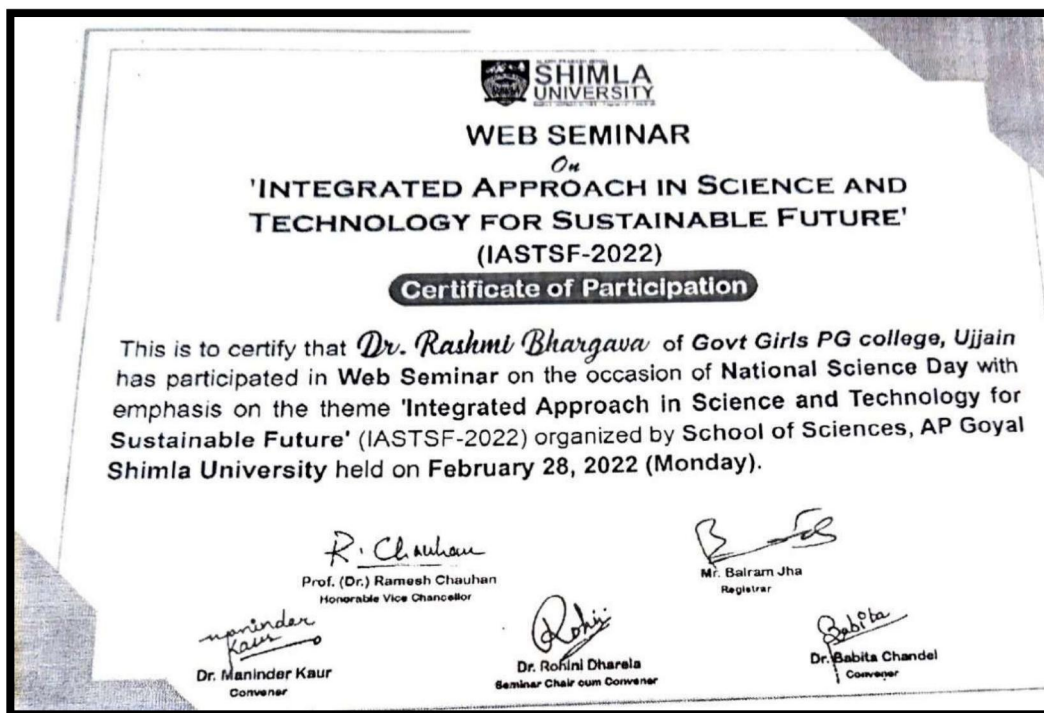 SHIMLA
UNIVERSITY
WEB SEMINAR
On
'INTEGRATED APPROACH IN SCIENCE AND
TECHNOLOGY FOR SUSTAINABLE FUTURE'
(IASTSF-2022)
Certificate of Participation
This is to certify that Dr. Rashmi Bhargava of Govt Girls PG college, Ujjain
has participated in Web Seminar on the occasion of National Science Day with
emphasis on the theme 'Integrated Approach in Science and Technology for
Sustainable Future' (IASTSF-2022) organized by School of Sciences, AP Goyal
Shimla University held on February 28, 2022 (Monday).
R. Chauhan
Prof. (Dr.) Ramesh Chauhan
Honorable Vice Chancellor
Mr. Balram Jha
Registrar
maninder
Kaur
Dr. Maninder Kaur
Convener
Rohini
Dr. Rohini Dharela
Seminar Chair cum Convener
Babita
Dr. Babita Chandel
Convener